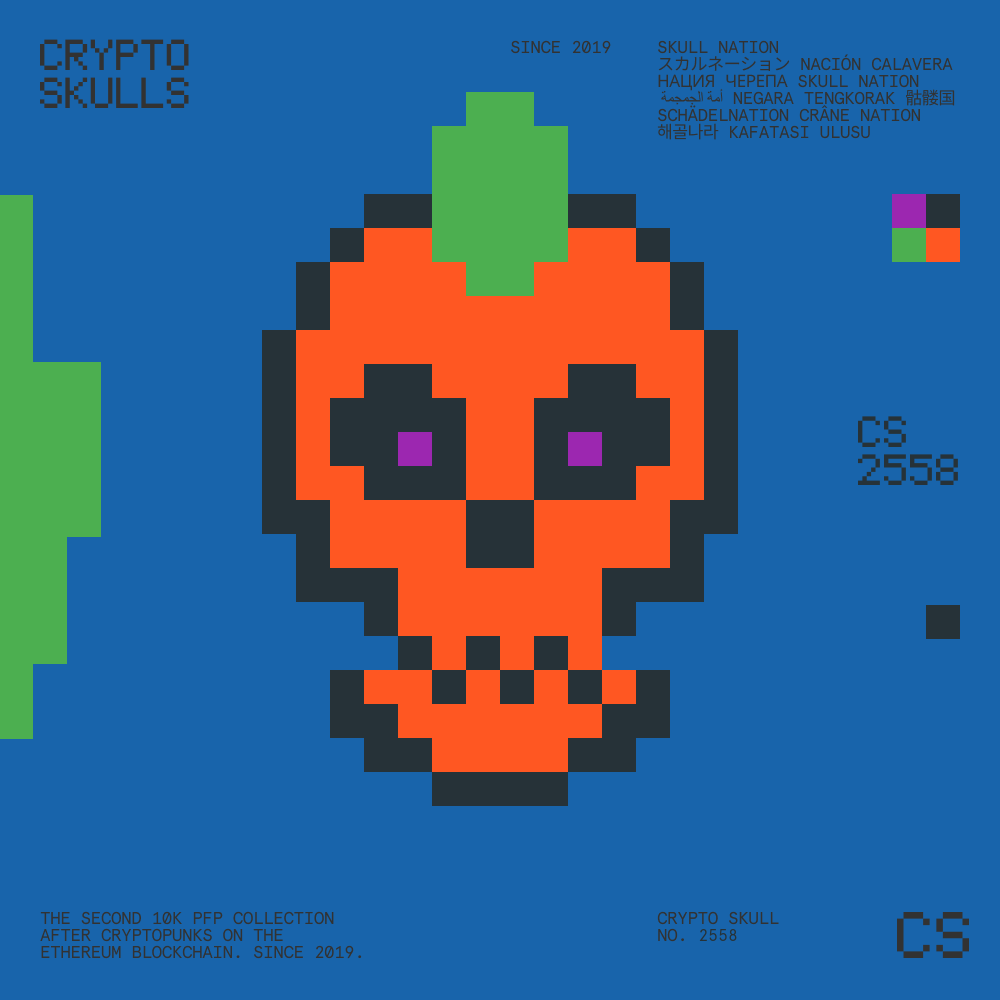 CRYPTO
SKULLS
SINCE 2019
SKULL NATION
スカルネーション NACIÓN CALAVERA
НАЦИЯ ЧЕРЕПА SKULL NATION
أمة الجمجمة NEGARA TENGKORAK 骷髅国
SCHÄDELNATION CRÂNE NATION
해골나라 KAFATASI ULUSU
CS
2558
THE SECOND 10K PFP COLLECTION
AFTER CRYPTOPUNKS ON THE
ETHEREUM BLOCKCHAIN. SINCE 2019.
CRYPTO SKULL
NO. 2558
CS